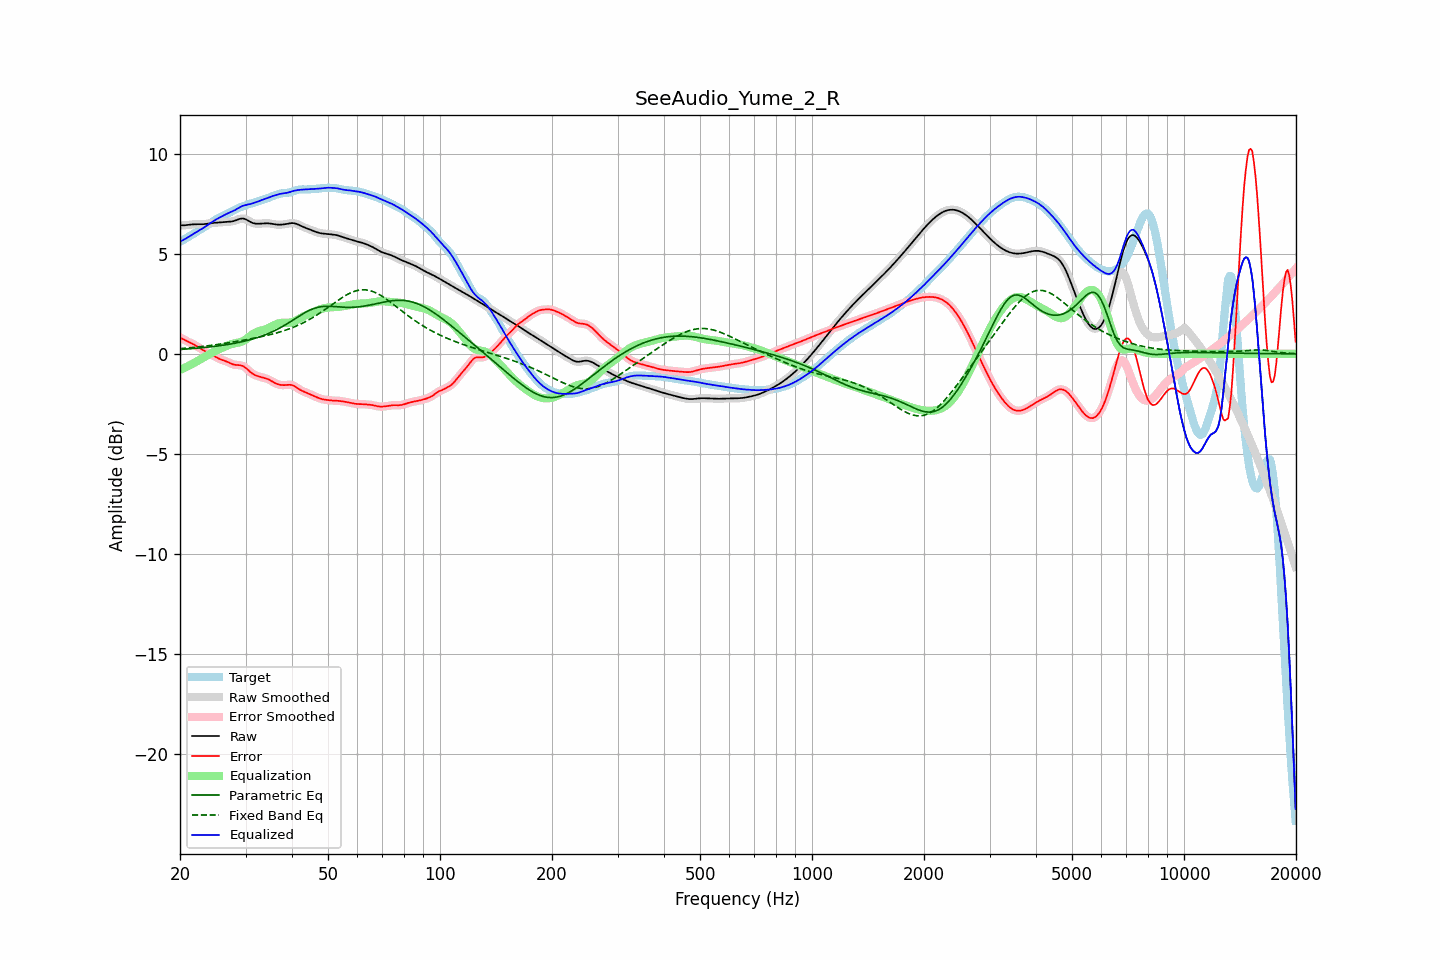 SeeAudio_Yume_2_R
10
5
0
−5
−10
−15
−20
Amplitude (dBr)
Target
Raw Smoothed
Error Smoothed
Raw
Error
Equalization
Parametric Eq
Fixed Band Eq
Equalized
20 50 100 200 500 1000 2000 5000 10000 20000
Frequency (Hz)